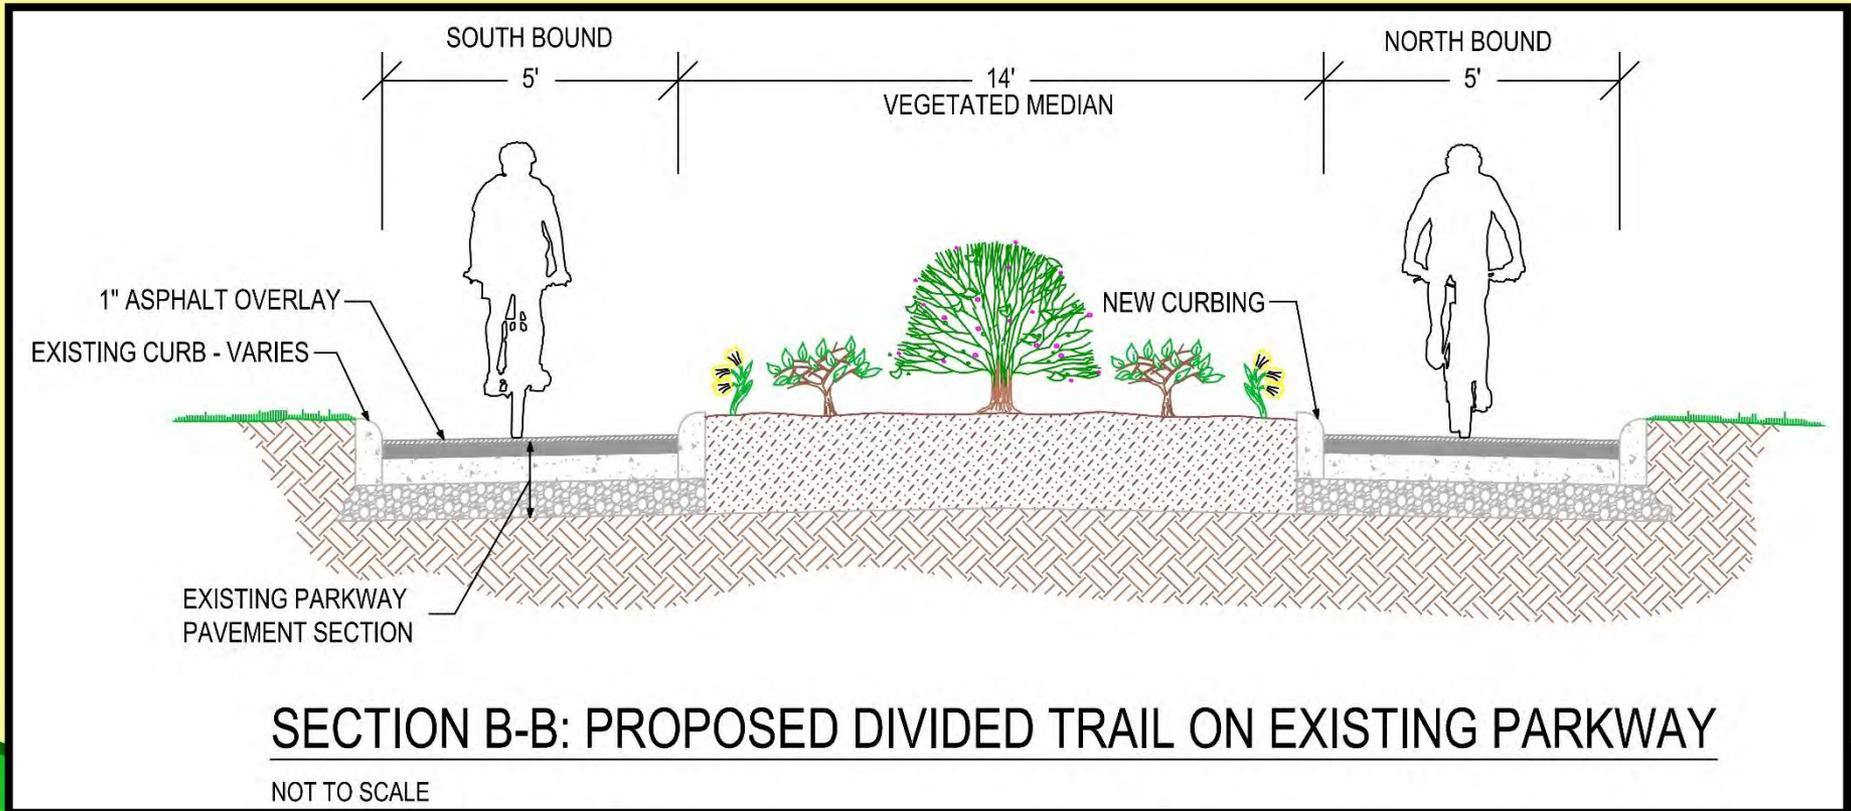 SOUTH BOUND
5'
14'
VEGETATED MEDIAN
NORTH BOUND
5'
1" ASPHALT OVERLAY
EXISTING CURB - VARIES
NEW CURBING
EXISTING PARKWAY
PAVEMENT SECTION
SECTION B-B: PROPOSED DIVIDED TRAIL ON EXISTING PARKWAY
NOT TO SCALE